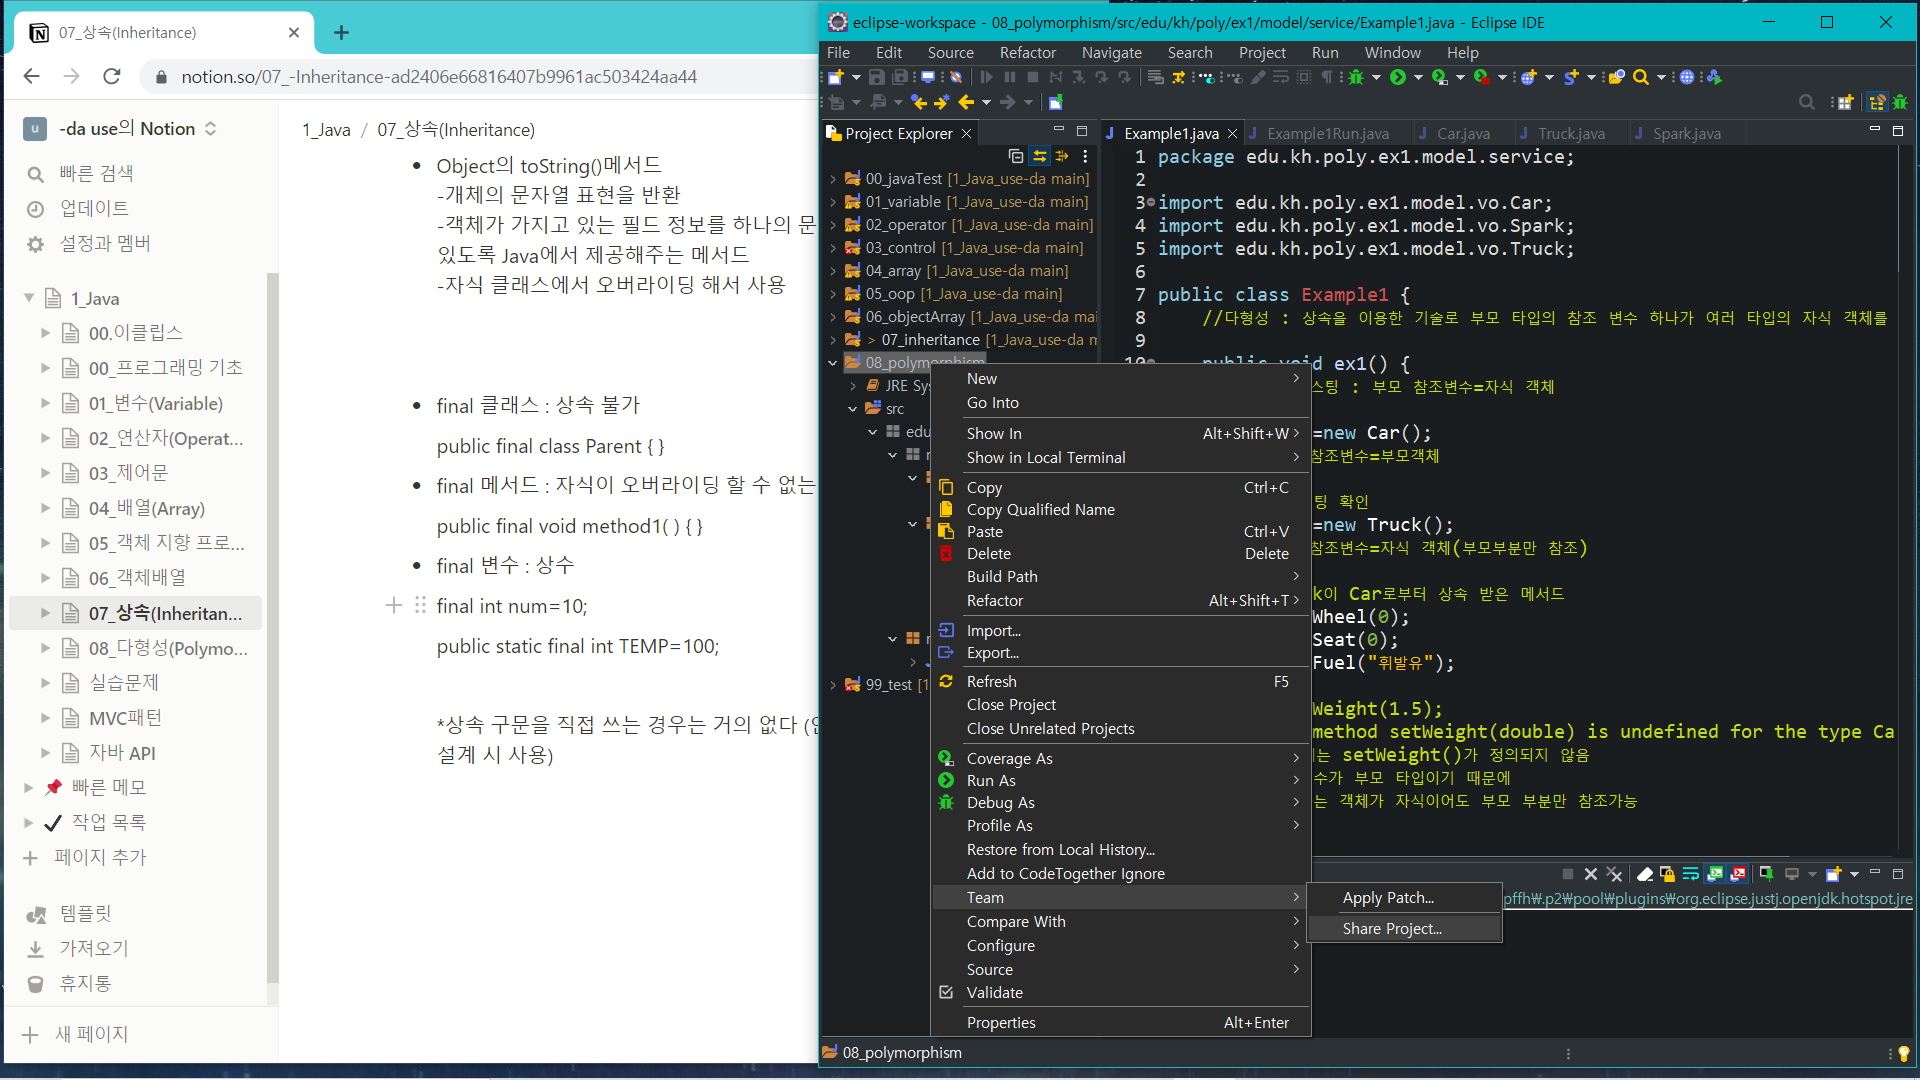 07_상속(Inheritance)
notion.so/07_-Inheritance-ad2406e66816407b9961ac503424aa44
u
-da use의 Notion
빠른 검색
업데이트
설정과 멤버
1_Java
00.이클립스
00_프로그래밍 기초
01_변수(Variable)
02_연산자(Operat...
03_제어문
04_배열(Array)
05_객체 지향 프로...
06_객체배열
07_상속(Inheritan...
08_다형성(Polymo...
실습문제
MVC패턴
자바 API
빠른 메모
작업 목록
페이지 추가
템플릿
가져오기
휴지통
새 페이지
1_Java / 07_상속(Inheritance)
Object의 toString()메서드
-개체의 문자열 표현을 반환
-객체가 가지고 있는 필드 정보를 하나의 문
있도록 Java에서 제공해주는 메서드
-자식 클래스에서 오버라이딩 해서 사용
final 클래스 : 상속 불가
public final class Parent { }
final 메서드 : 자식이 오버라이딩 할 수 없는
public final void method1( ) { }
final 변수 : 상수
final int num=10;
public static final int TEMP=100;
*상속 구문을 직접 쓰는 경우는 거의 없다
설계 시 사용)
eclipse-workspace - 08_polymorphism/src/edu/kh/poly/ex1/model/service/Example1.java - Eclipse IDE
File Edit Source Refactor Navigate Search Project Run Window Help
Project Explorer
00_javaTest [1_Java_use-da main]
01_variable [1_Java_use-da main]
02_operator [1_Java_use-da main]
03_control [1_Java_use-da main]
04_array [1_Java_use-da main]
05_oop [1_Java_use-da main]
06_objectArray [1_Java_use-da mai
> 07_inheritance [1_Java_use-da m
08_polymorphism
JRE Sys
src
edu
99_test [1
New
Go Into
Show In Alt+Shift+W
Show in Local Terminal
Copy Ctrl+C
Copy Qualified Name
Paste Ctrl+V
Delete Delete
Build Path
Refactor Alt+Shift+T
Import...
Export...
Refresh F5
Close Project
Close Unrelated Projects
Coverage As
Run As
Debug As
Profile As
Restore from Local History...
Add to CodeTogether Ignore
Team
Compare With
Configure
Source
Validate
Properties Alt+Enter
Apply Patch...
Share Project...
Example1.java Example1Run.java Car.java Truck.java Spark.java
1 package edu.kh.poly.ex1.model.service;
2
3 import edu.kh.poly.ex1.model.vo.Car;
4 import edu.kh.poly.ex1.model.vo.Spark;
5 import edu.kh.poly.ex1.model.vo.Truck;
6
7 public class Example1 {
8 //다형성 : 상속을 이용한 기술로 부모 타입의 참조 변수 하나가 여러 타입의 자식 객체를
9
10 public void ex1() {
스팅 : 부모 참조변수=자식 객체
=new Car();
참조변수=부모객체
팅 확인
=new Truck();
참조변수=자식 객체(부모부분만 참조)
k이 Car로부터 상속 받은 메서드
Wheel(0);
Seat(0);
Fuel("휘발유");
Weight(1.5);
method setWeight(double) is undefined for the type Ca
는 setWeight()가 정의되지 않음
수가 부모 타입이기 때문에
는 객체가 자식이어도 부모 부분만 참조가능
pffh\.p2\pool\plugins\org.eclipse.justj.openjdk.hotspot.jre
08_polymorphism